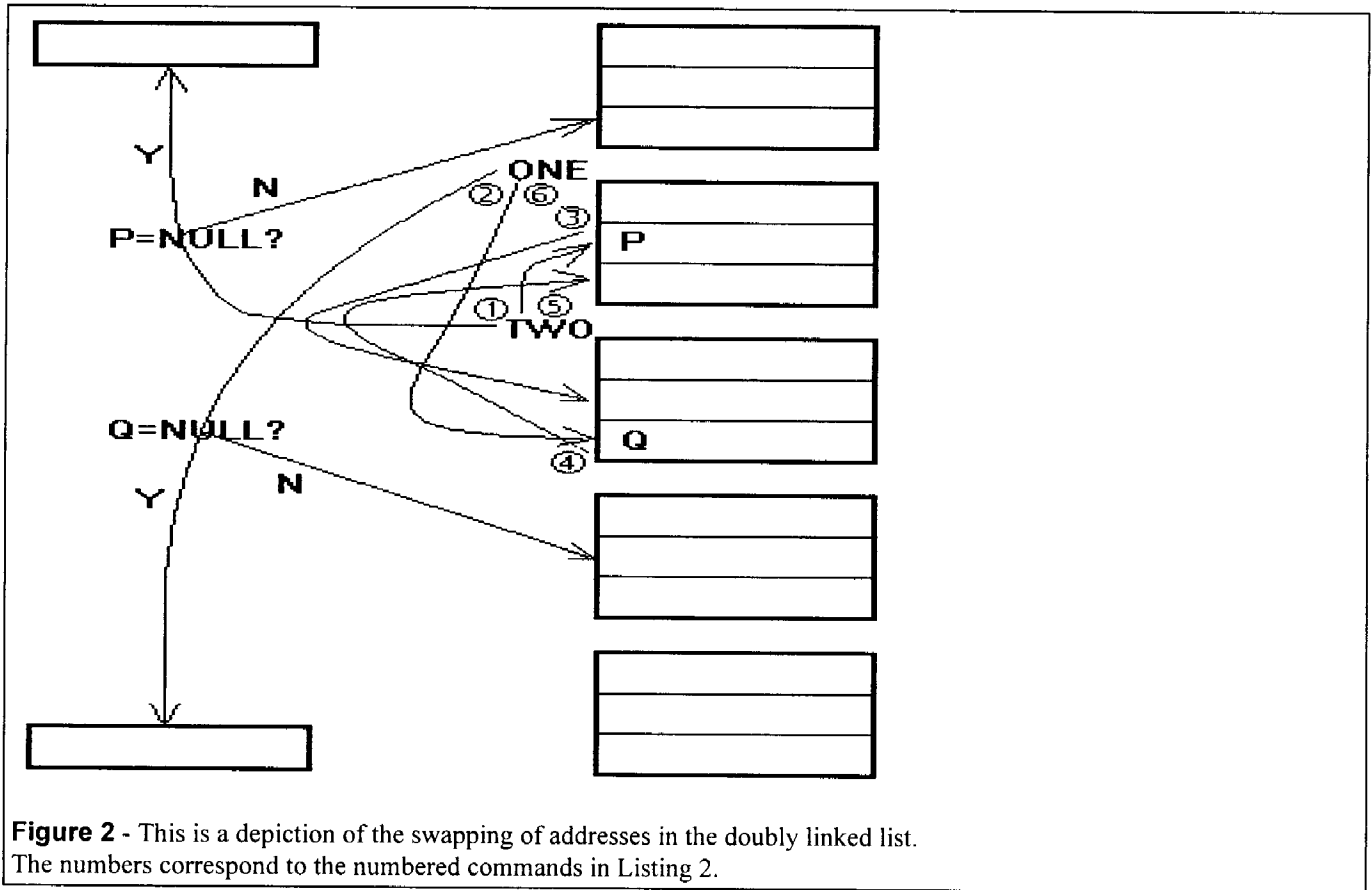 Y
N
ONE
② ⑥
③
P=NULL?
P
① ⑤
TWO
Q=NULL?
Q
④
N
Y
Figure 2 - This is a depiction of the swapping of addresses in the doubly linked list.
The numbers correspond to the numbered commands in Listing 2.